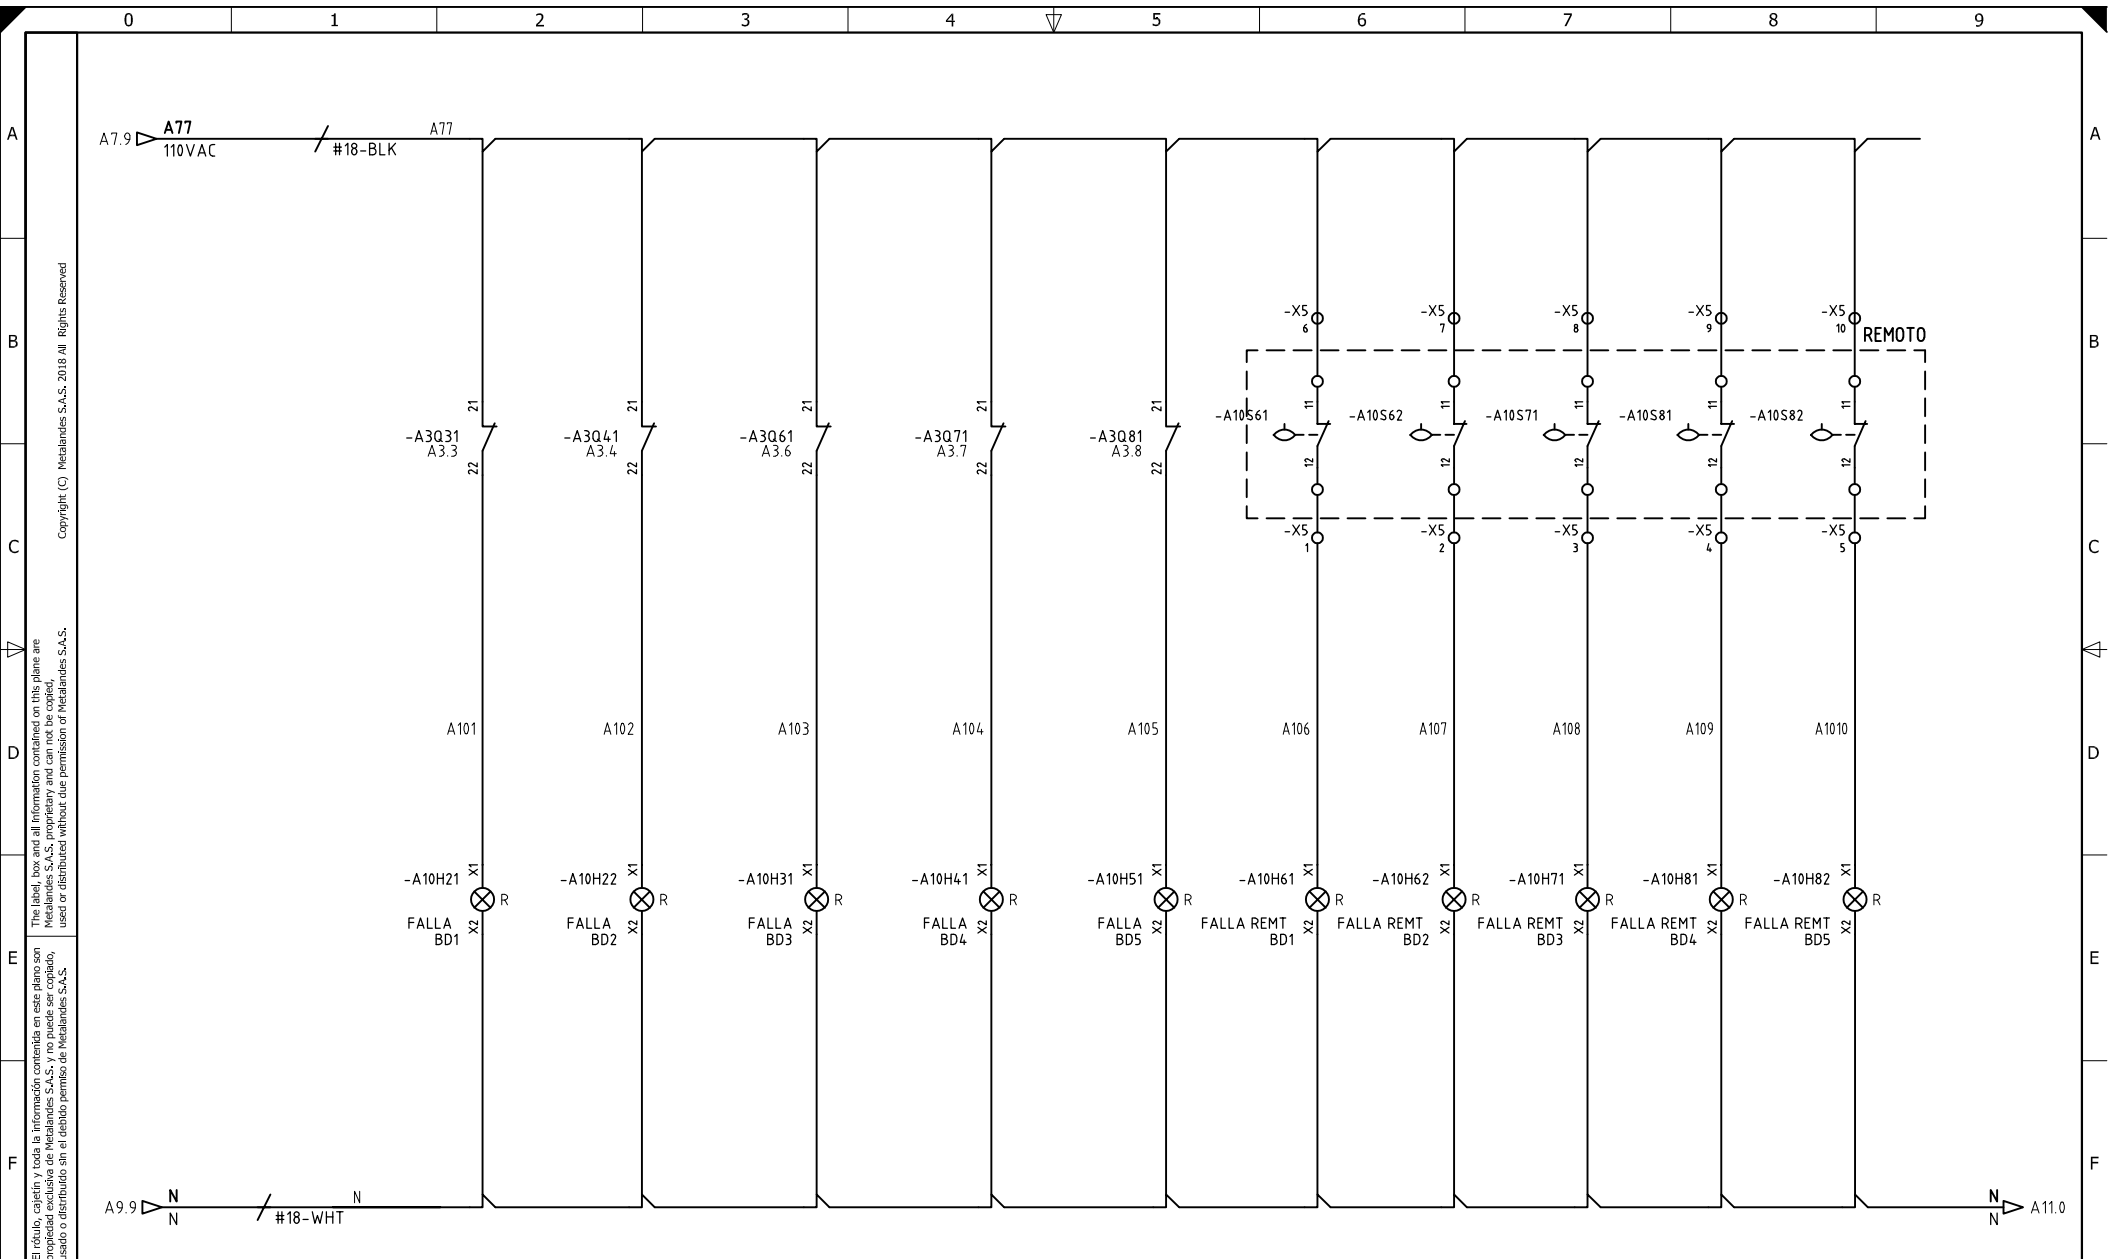 0 1 2 3 4 5 6 7 8 9
A A
A7.9 A77 A77
110VAC #18-BLK
Copyright (C) Metalandes S.A.S. 2018 All Rights Reserved
B B
-X5 -X5 -X5 -X5 -X5
6 7 8 9 10
REMOTO
21 21 21 21 21 11 11 11 11 11
-A3Q31 -A3Q41 -A3Q61 -A3Q71 -A3Q81 -A10S61 -A10S62 -A10S71 -A10S81 -A10S82
A3.3 A3.4 A3.6 A3.7 A3.8
22 22 22 22 22 12 12 12 12 12
-X5 -X5 -X5 -X5 -X5
1 2 3 4 5
C C
The label, box and all information contained on this plane are
Metalandes S.A.S. proprietary and can not be copied,
used or distributed without due permission of Metalandes S.A.S.
A101 A102 A103 A104 A105 A106 A107 A108 A109 A1010
D D
X1 X1 X1 X1 X1 X1 X1 X1 X1 X1
-A10H21 -A10H22 -A10H31 -A10H41 -A10H51 -A10H61 -A10H62 -A10H71 -A10H81 -A10H82
R R R R R R R R R R
FALLA FALLA FALLA FALLA FALLA FALLA REMT FALLA REMT FALLA REMT FALLA REMT FALLA REMT
X2 X2 X2 X2 X2 X2 X2 X2 X2 X2
BD1 BD2 BD3 BD4 BD5 BD1 BD2 BD3 BD4 BD5
E E
El rótulo, cajetín y toda la información contenida en este plano son
propiedad exclusiva de Metalandes S.A.S. y no puede ser copiado,
usado o distribuido sin el debido permiso de Metalandes S.A.S.
F F
A9.9 N N N A11.0
N #18-WHT N